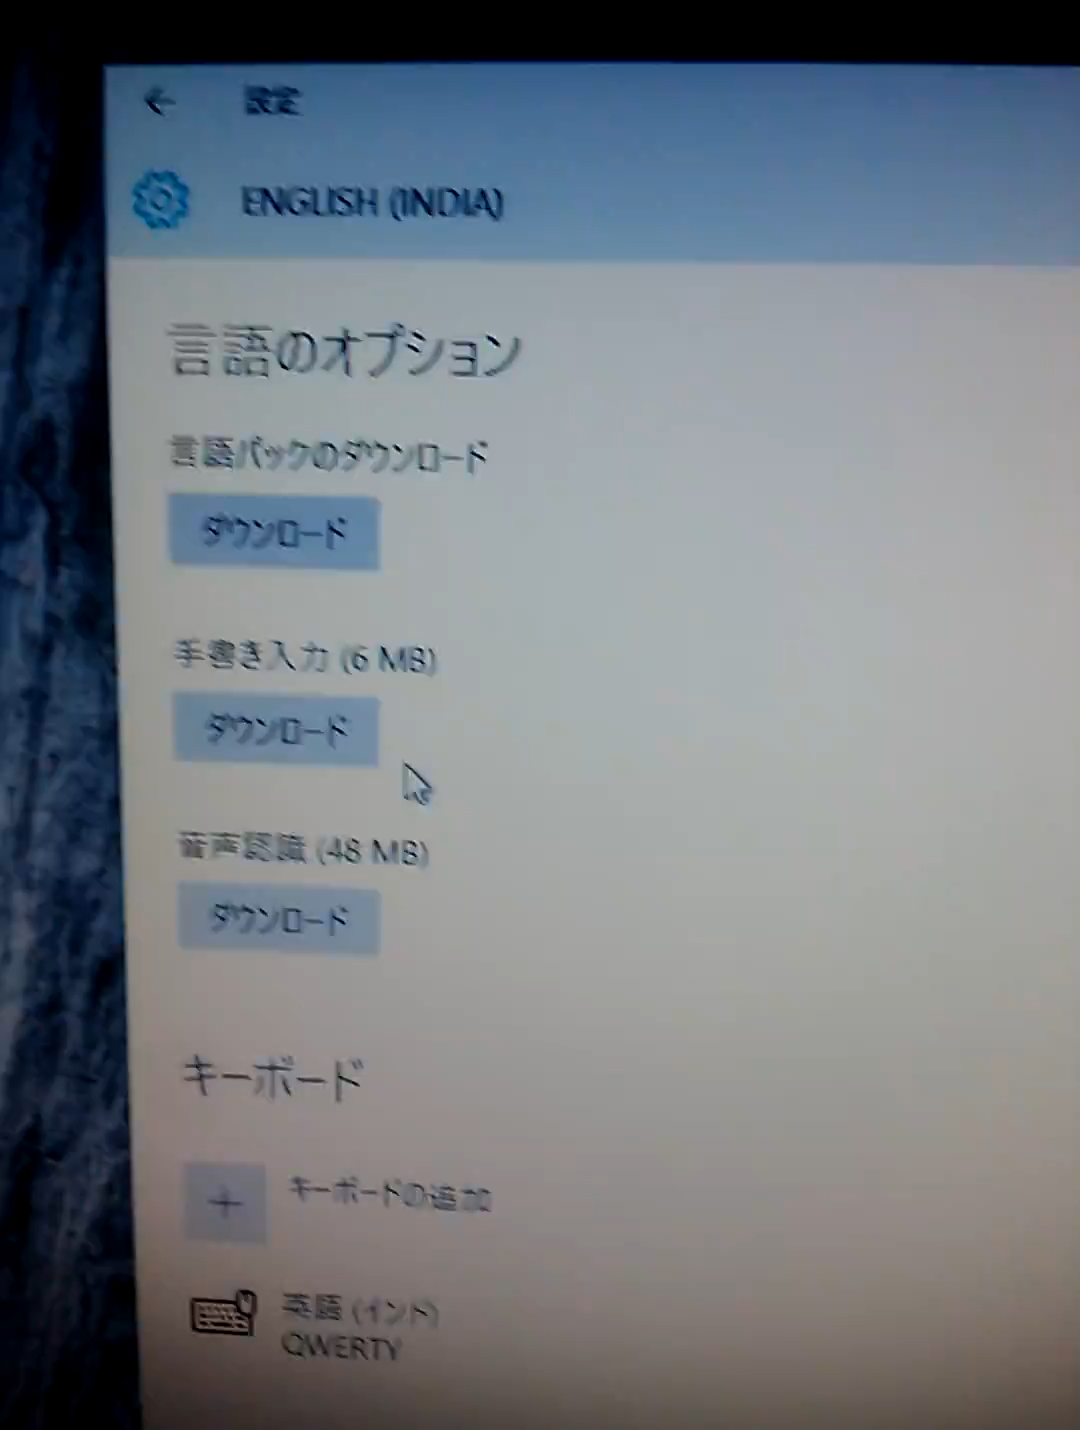 設定
ENGLISH (INDIA)
言語のオプション
言語パックのダウンロード
ダウンロード
手書き入力 (6 MB)
ダウンロード
音声認識 (48 MB)
ダウンロード
キーボード
キーボードの追加
英語 (インド)
QWERTY